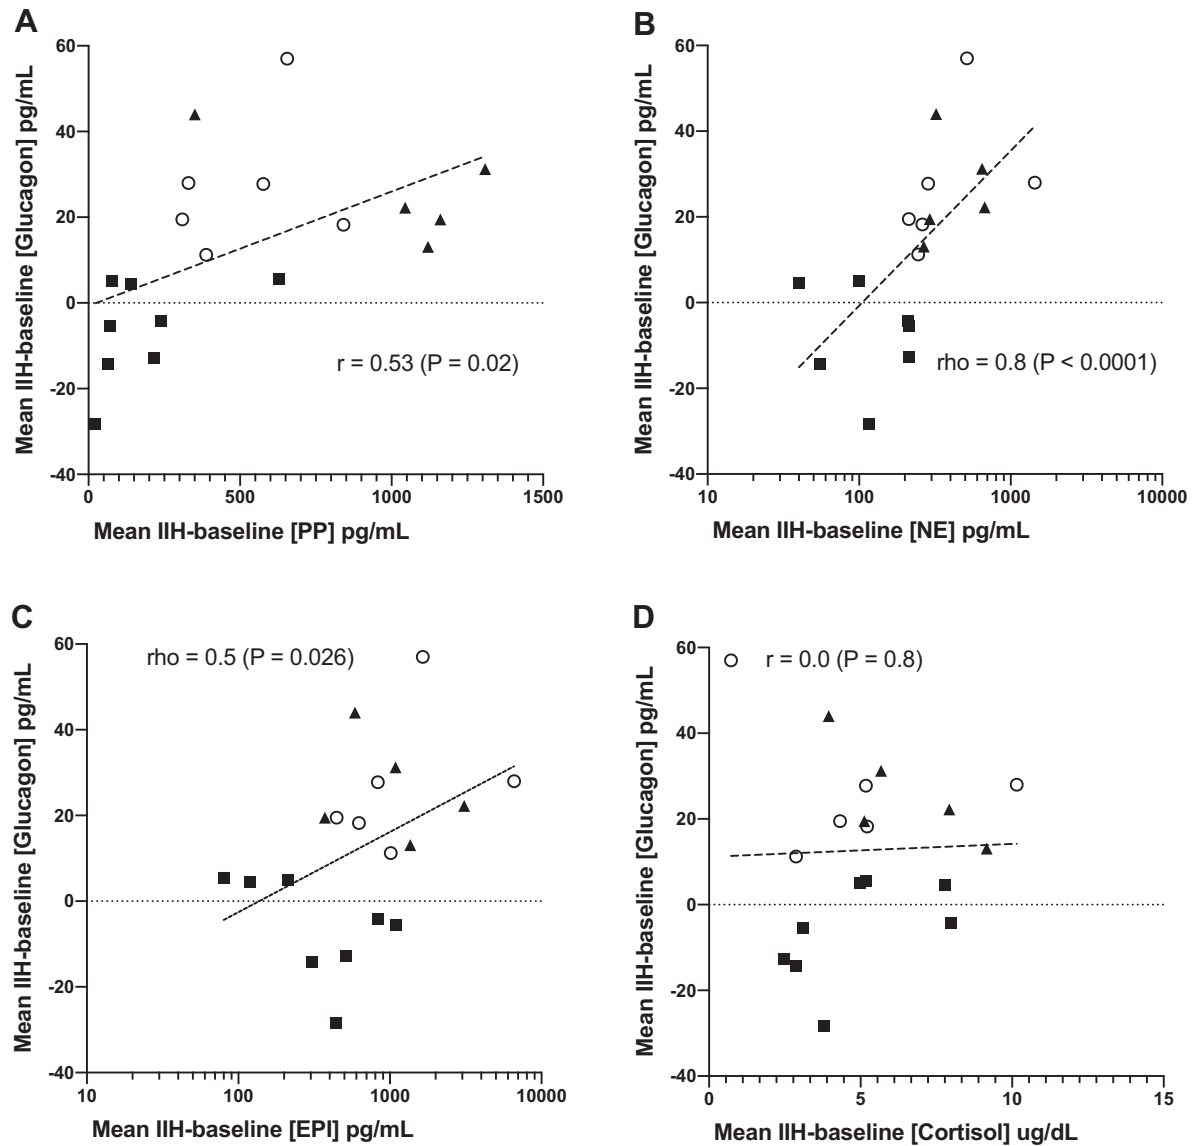 A
Mean IIH-baseline [Glucagon] pg/mL
60
40
20
0
-20
-40
r = 0.53 (P = 0.02)
0 500 1000 1500
Mean IIH-baseline [PP] pg/mL
B
Mean IIH-baseline [Glucagon] pg/mL
60
40
20
0
-20
-40
rho = 0.8 (P < 0.0001)
10 100 1000 10000
Mean IIH-baseline [NE] pg/mL
C
Mean IIH-baseline [Glucagon] pg/mL
60
40
20
0
-20
-40
rho = 0.5 (P = 0.026)
10 100 1000 10000
Mean IIH-baseline [EPI] pg/mL
D
Mean IIH-baseline [Glucagon] pg/mL
60
40
20
0
-20
-40
r = 0.0 (P = 0.8)
0 5 10 15
Mean IIH-baseline [Cortisol] ug/dL